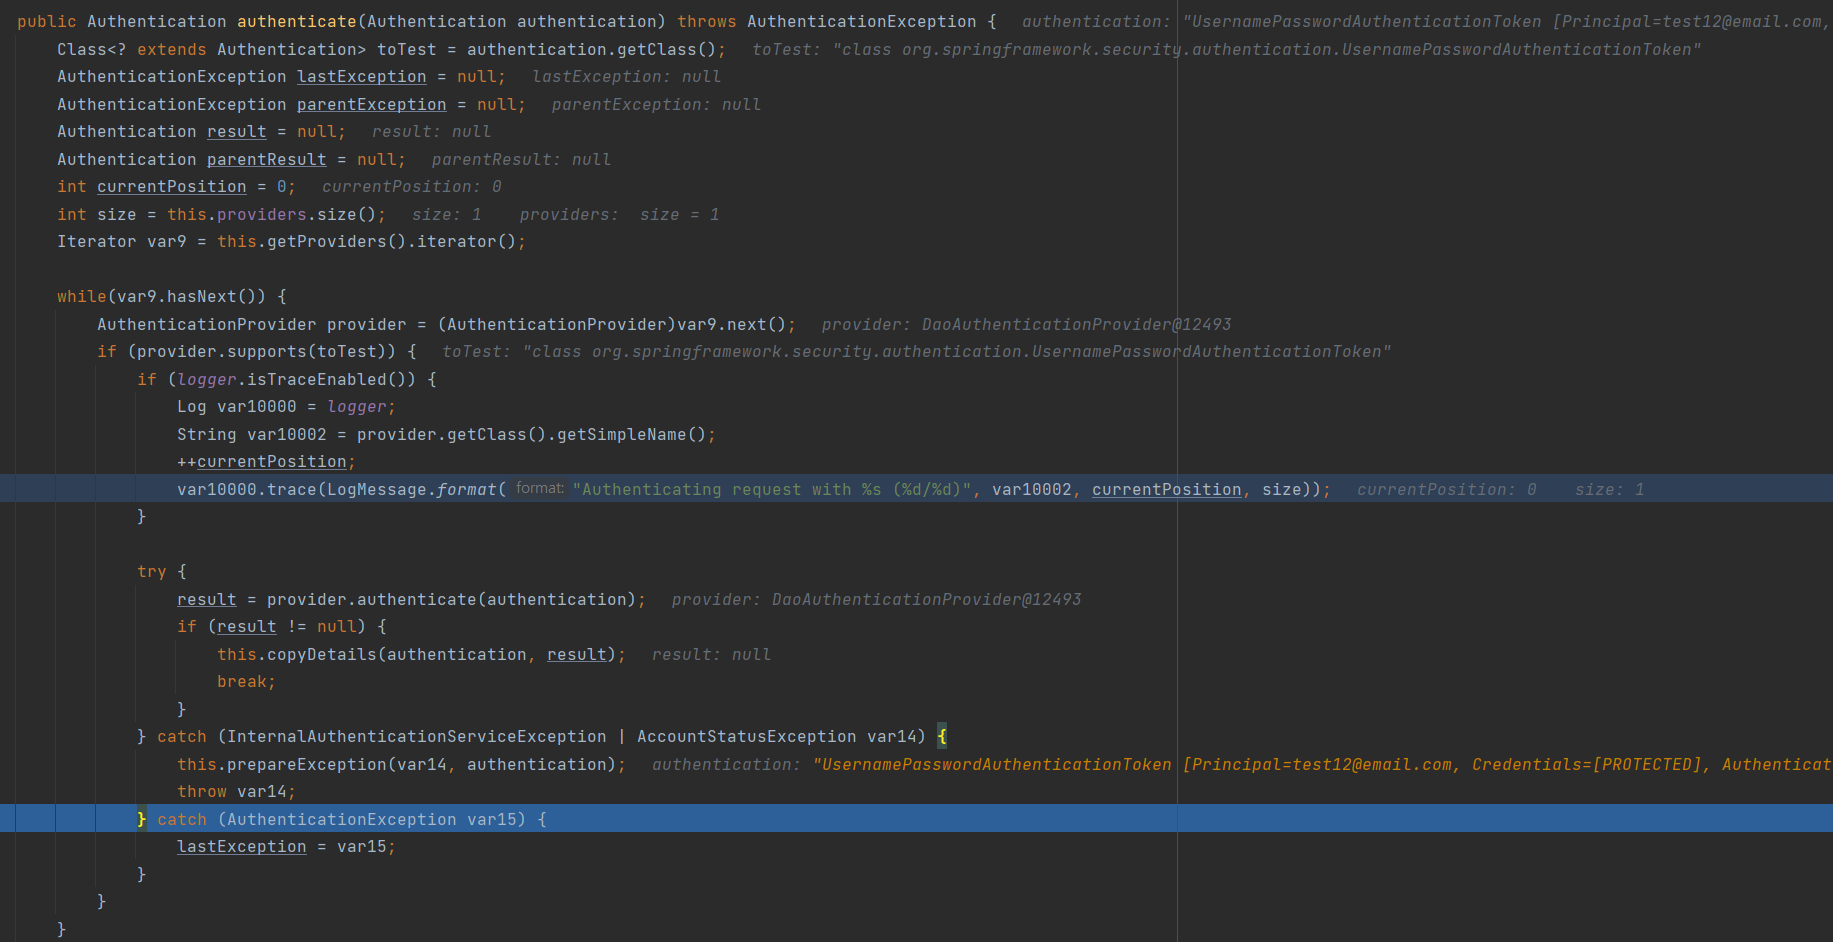 public Authentication authenticate(Authentication authentication) throws AuthenticationException {   authentication: "UsernamePasswordAuthenticationToken [Principal=test12@email.com,
    Class<? extends Authentication> toTest = authentication.getClass();   toTest: "class org.springframework.security.authentication.UsernamePasswordAuthenticationToken"
    AuthenticationException lastException = null;   lastException: null
    AuthenticationException parentException = null;   parentException: null
    Authentication result = null;   result: null
    Authentication parentResult = null;   parentResult: null
    int currentPosition = 0;   currentPosition: 0
    int size = this.providers.size();   size: 1    providers:  size = 1
    Iterator var9 = this.getProviders().iterator();

    while(var9.hasNext()) {
        AuthenticationProvider provider = (AuthenticationProvider)var9.next();   provider: DaoAuthenticationProvider@12493
        if (provider.supports(toTest)) {   toTest: "class org.springframework.security.authentication.UsernamePasswordAuthenticationToken"
            if (logger.isTraceEnabled()) {
                Log var10000 = logger;
                String var10002 = provider.getClass().getSimpleName();
                ++currentPosition;
                var10000.trace(LogMessage.format( format: "Authenticating request with %s (%d/%d)", var10002, currentPosition, size));   currentPosition: 0    size: 1
            }

            try {
                result = provider.authenticate(authentication);   provider: DaoAuthenticationProvider@12493
                if (result != null) {
                    this.copyDetails(authentication, result);   result: null
                    break;
                }
            } catch (InternalAuthenticationServiceException | AccountStatusException var14) {
                this.prepareException(var14, authentication);   authentication: "UsernamePasswordAuthenticationToken [Principal=test12@email.com, Credentials=[PROTECTED], Authenticat
                throw var14;
            } catch (AuthenticationException var15) {
                lastException = var15;
            }
        }
    }